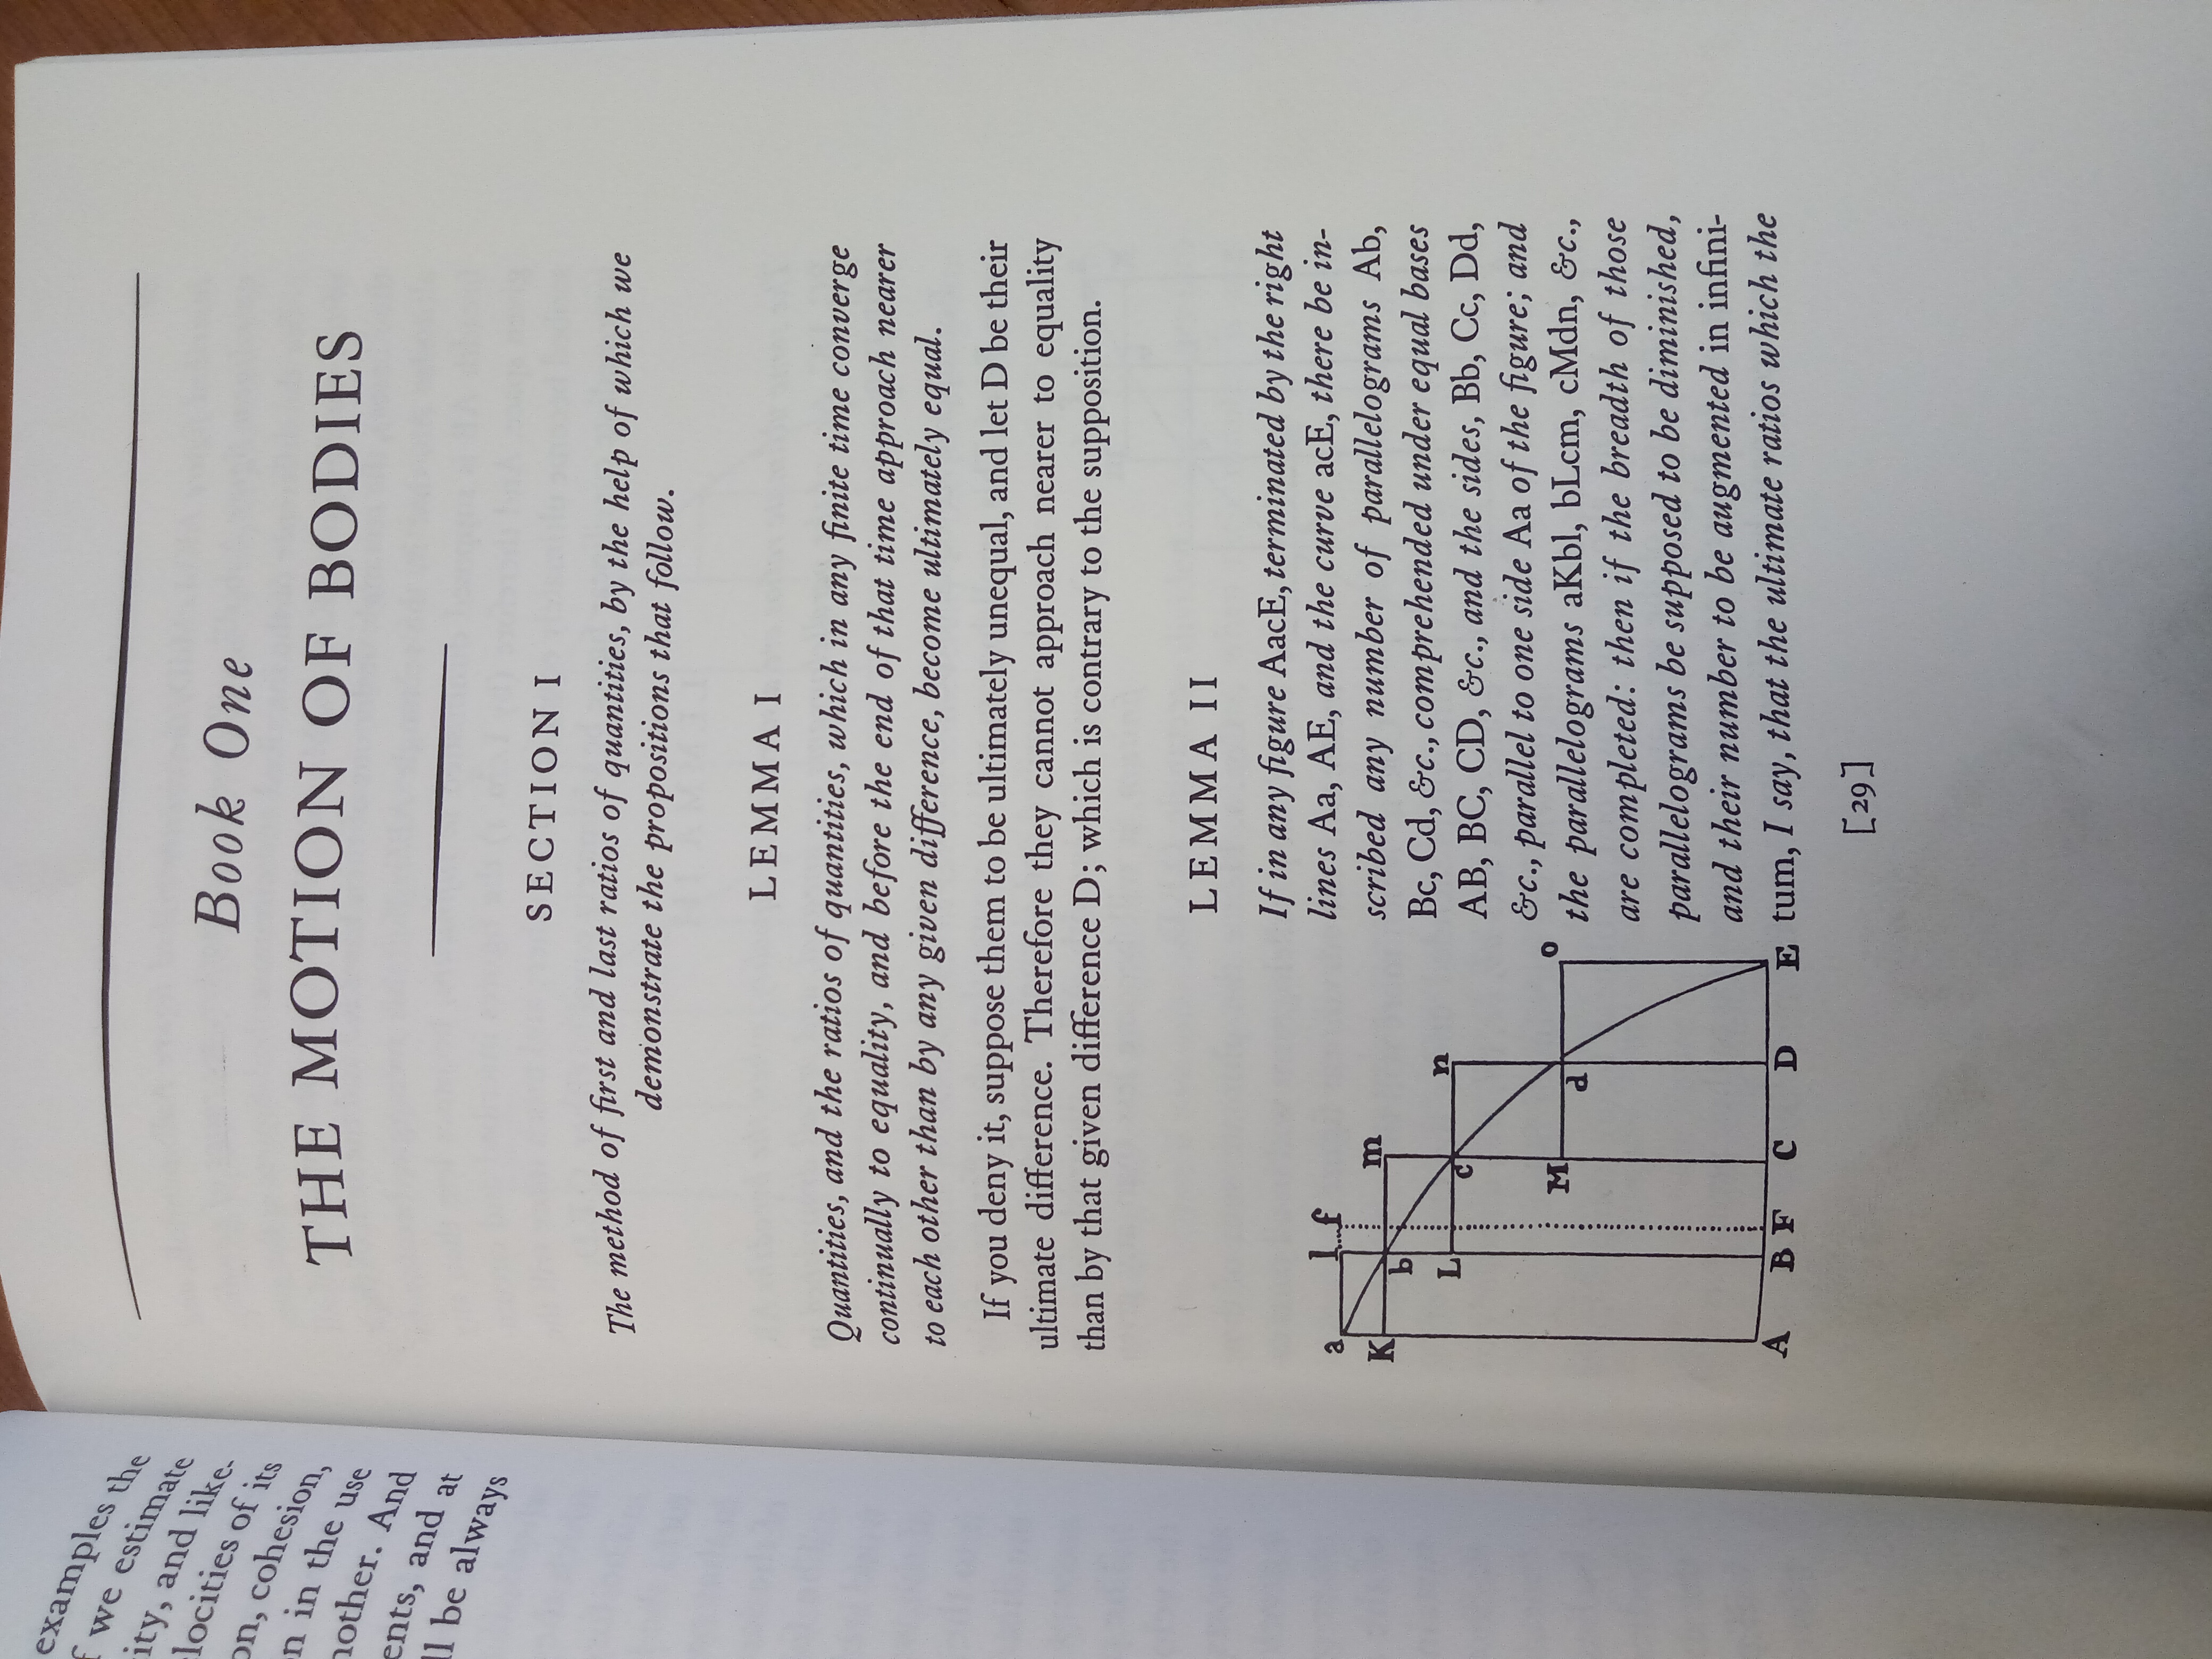 examples the
we estimate
ity, and like-
locities of its
on, cohesion,
n in the use
nother. And
ents, and at
ll be always
Book One
THE MOTION OF BODIES
SECTION I
The method of first and last ratios of quantities, by the help of which we
demonstrate the propositions that follow.
LEMMA I
Quantities, and the ratios of quantities, which in any finite time converge
continually to equality, and before the end of that time approach nearer
to each other than by any given difference, become ultimately equal.
If you deny it, suppose them to be ultimately unequal, and let D be their
ultimate difference. Therefore they cannot approach nearer to equality
than by that given difference D; which is contrary to the supposition.
LEMMA II
If in any figure AacE, terminated by the right
lines Aa, AE, and the curve acE, there be in-
scribed any number of parallelograms Ab,
Bc, Cd, &c., comprehended under equal bases
AB, BC, CD, &c., and the sides, Bb, Cc, Dd,
&c., parallel to one side Aa of the figure; and
the parallelograms aKbl, bLcm, cMdn, &c.,
are completed: then if the breadth of those
parallelograms be supposed to be diminished,
and their number to be augmented in infini-
tum, I say, that the ultimate ratios which the
a l f
K b m
L c n
M d o
A B F C D E
[29]